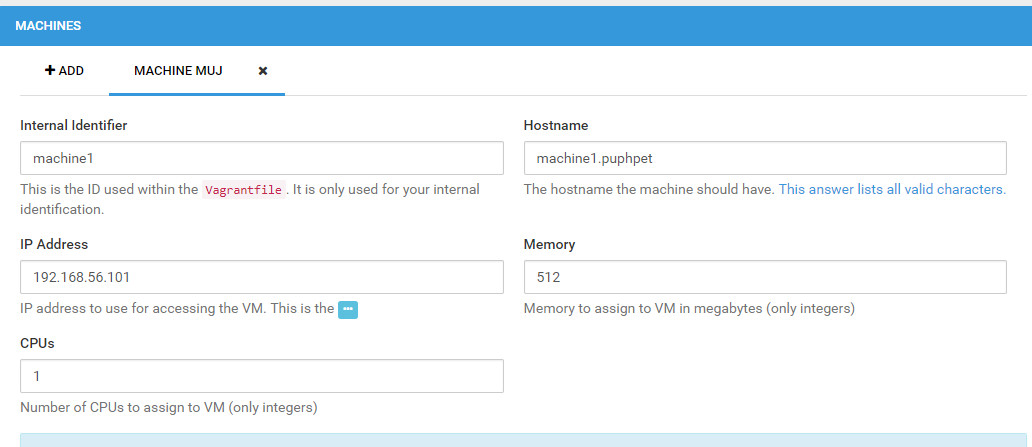 MACHINES
+ ADD MACHINE MUJ ×
Internal Identifier
machine1
This is the ID used within the Vagrantfile. It is only used for your internal
identification.
Hostname
machine1.puphpet
The hostname the machine should have. This answer lists all valid characters.
IP Address
192.168.56.101
IP address to use for accessing the VM. This is the ...
Memory
512
Memory to assign to VM in megabytes (only integers)
CPUs
1
Number of CPUs to assign to VM (only integers)